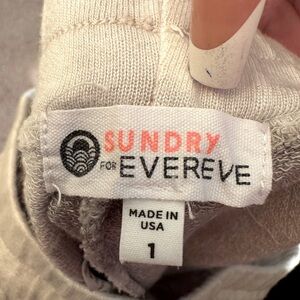 SUNDRY
FOR EVEREVE
MADE IN
USA
1